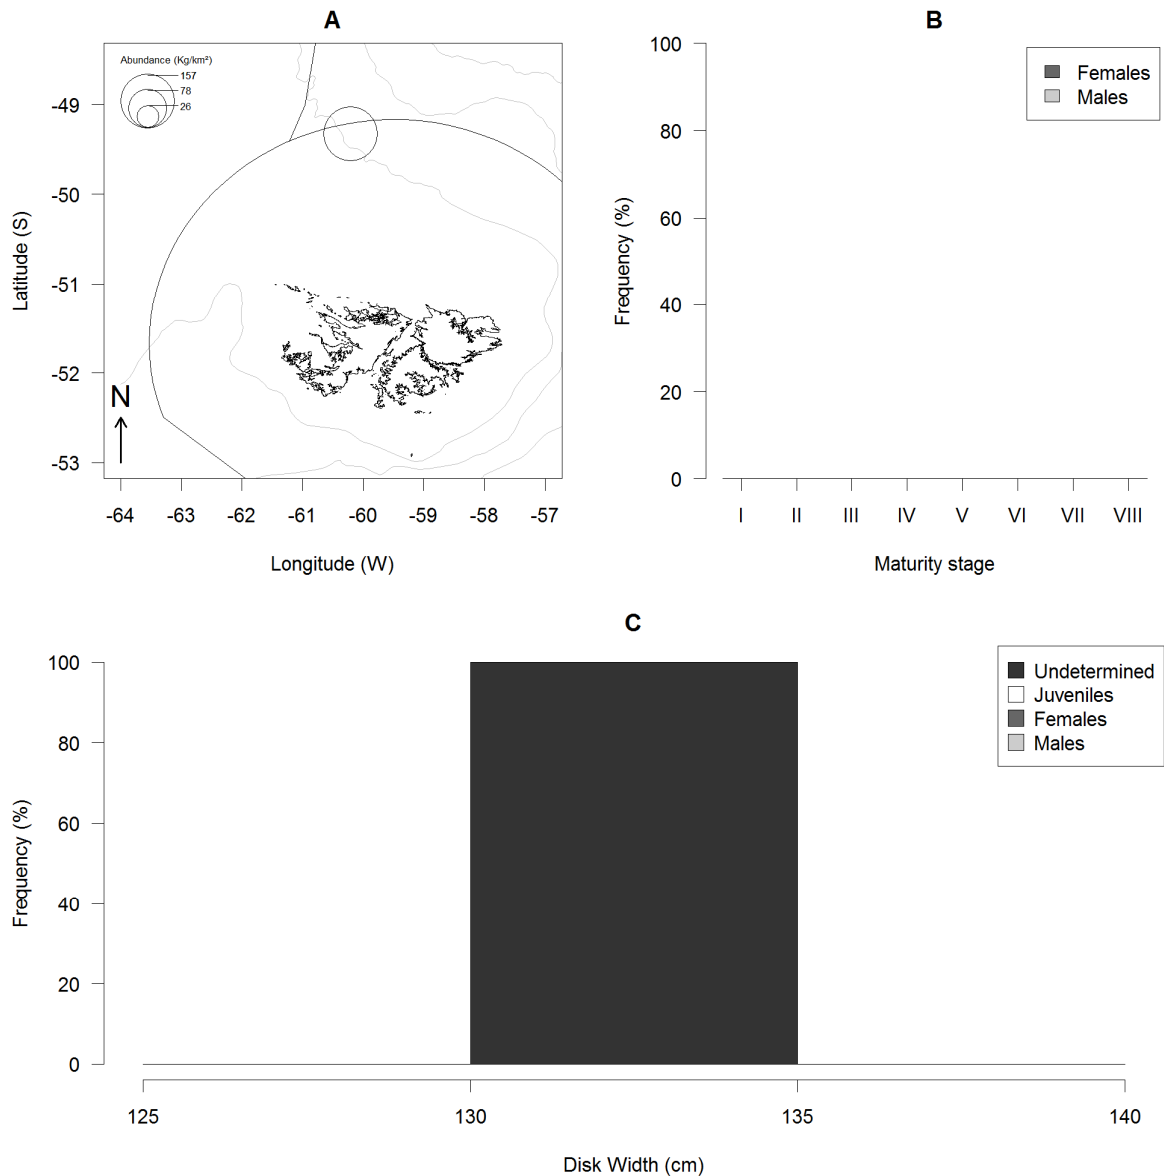 A
Abundance (Kg/km²)
157
78
26
-49
-50
-51
-52
-53
Latitude (S)
N
-64 -63 -62 -61 -60 -59 -58 -57
Longitude (W)
B
100
80
60
40
20
0
Frequency (%)
Females
Males
I II III IV V VI VII VIII
Maturity stage
C
100
80
60
40
20
0
Frequency (%)
Undetermined
Juveniles
Females
Males
125 130 135 140
Disk Width (cm)